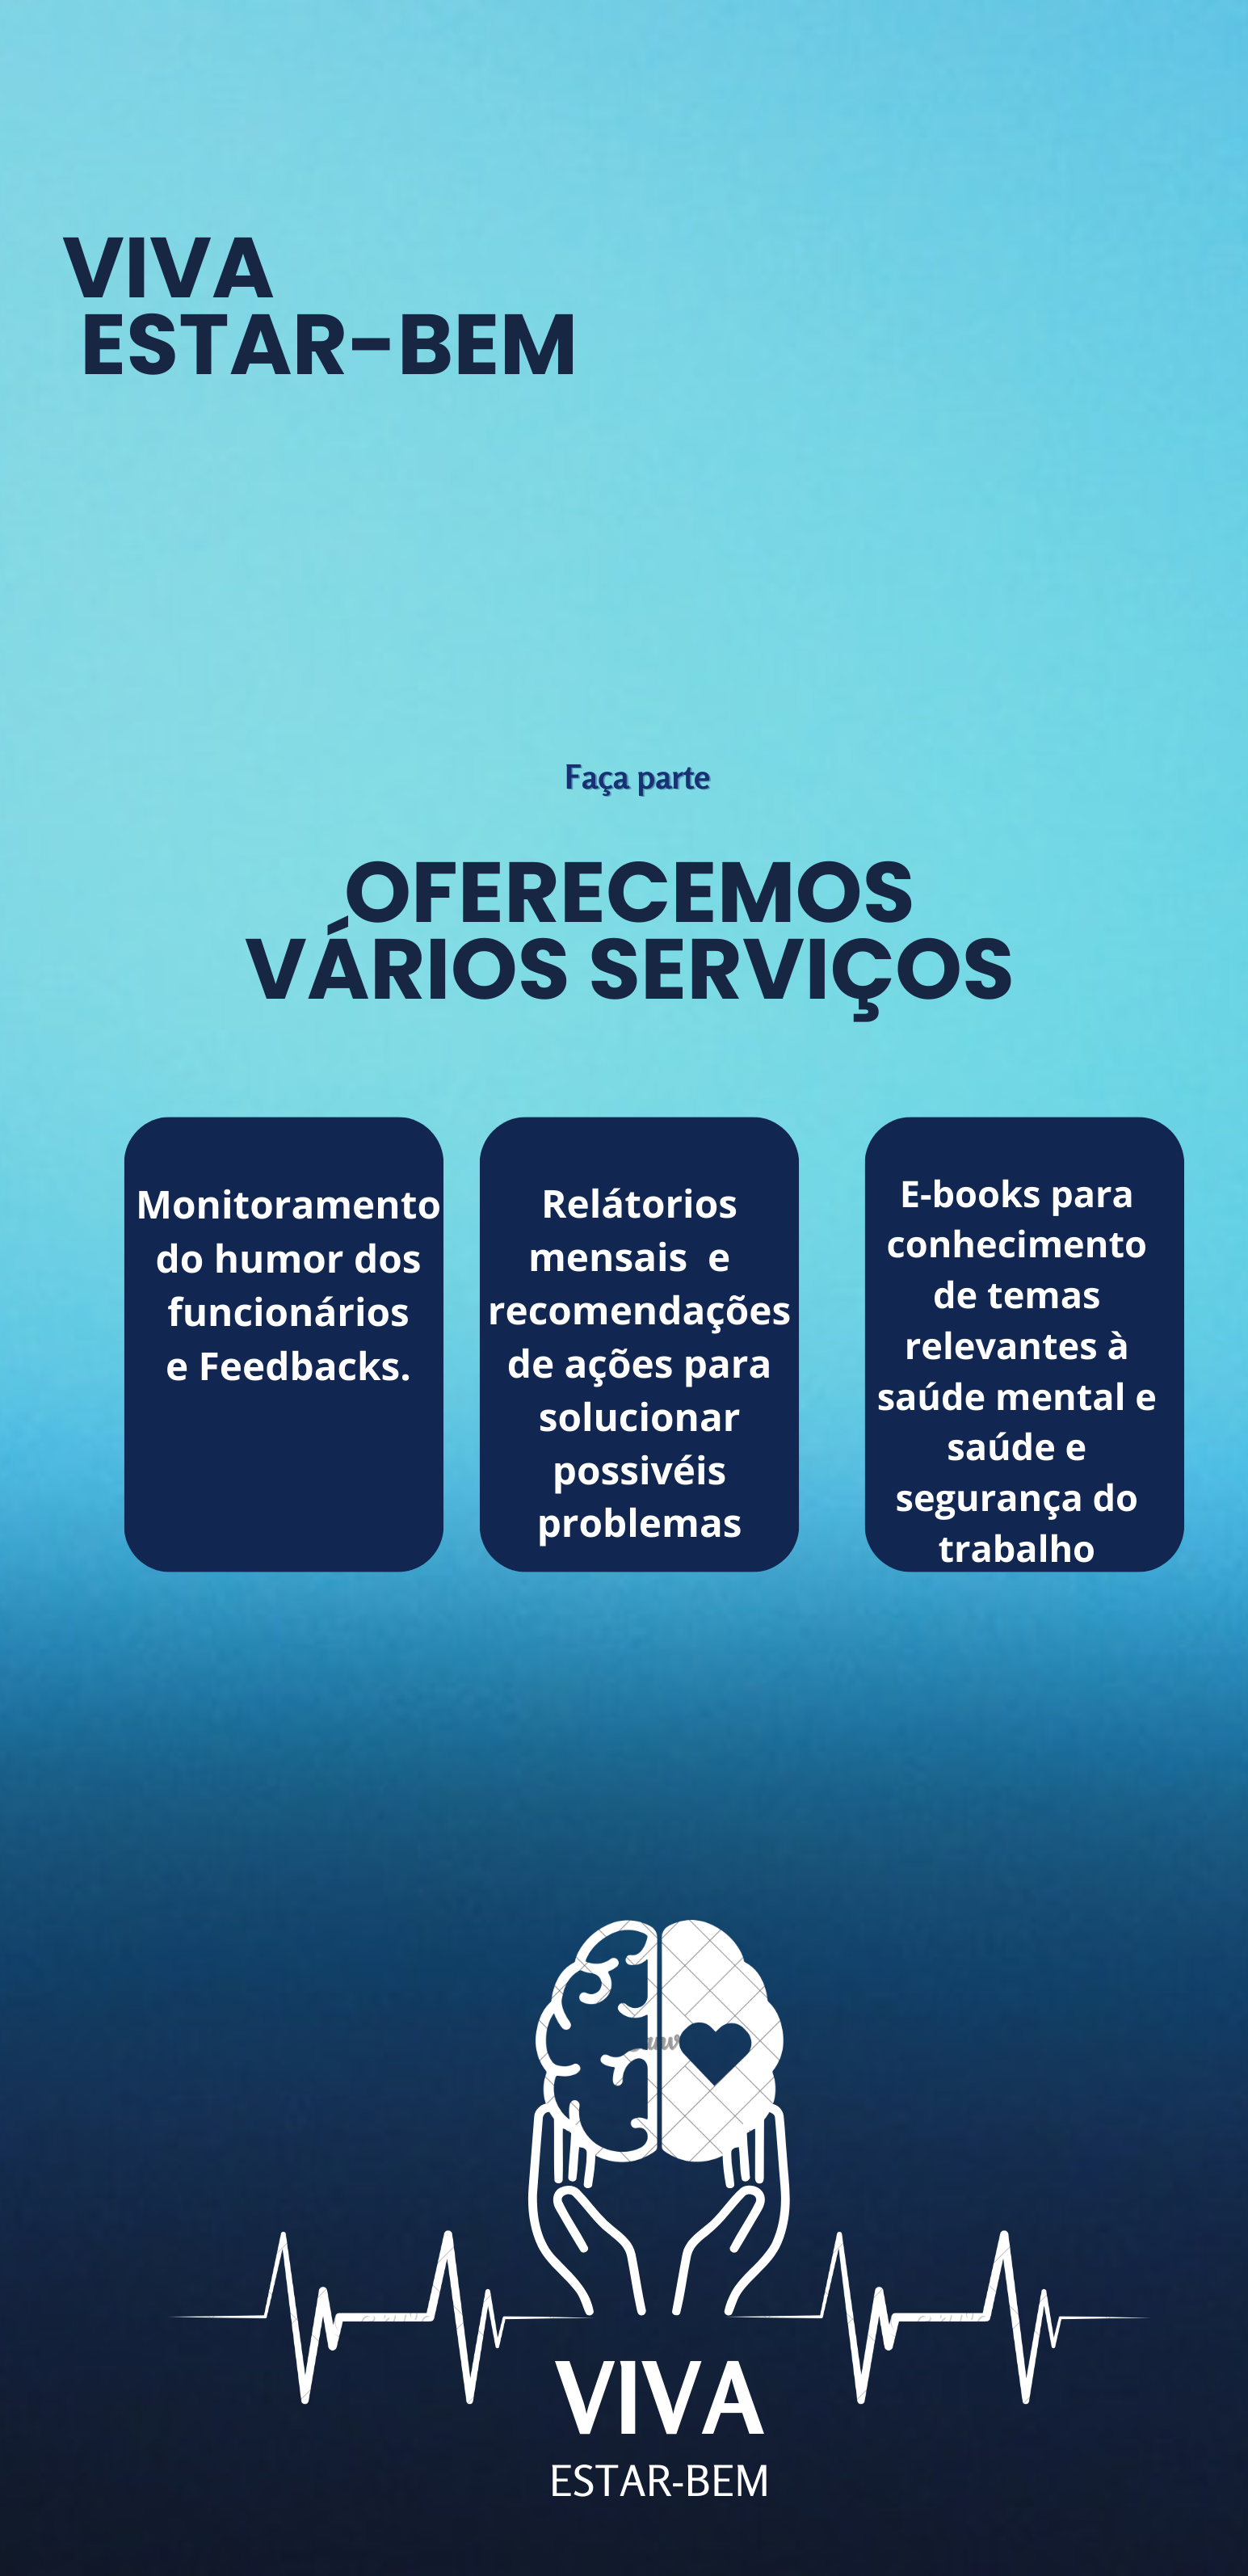 VIVA
ESTAR-BEM
Faça parte
OFERECEMOS
VÁRIOS SERVIÇOS
Monitoramento
do humor dos
funcionários
e Feedbacks.
Relátorios
mensais e
recomendações
de ações para
solucionar
possivéis
problemas
E-books para
conhecimento
de temas
relevantes à
saúde mental e
saúde e
segurança do
trabalho
VIVA
ESTAR-BEM